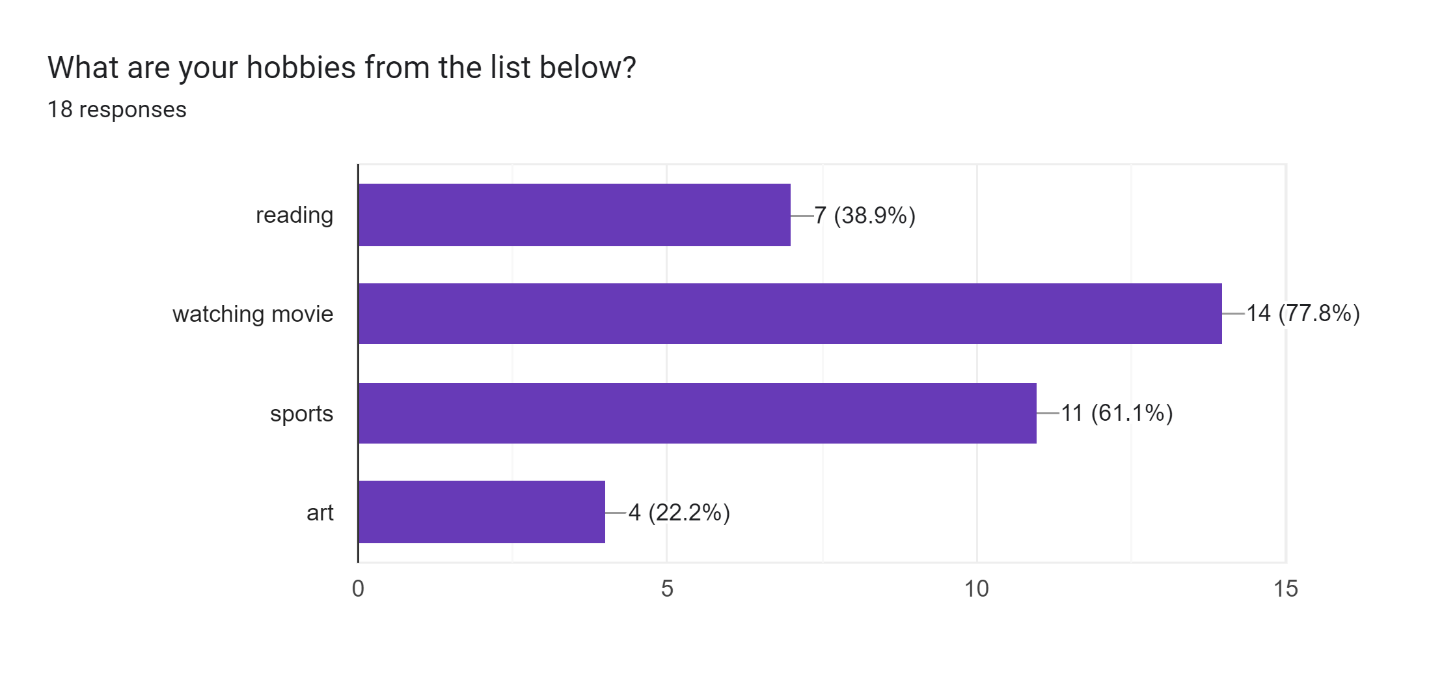 What are your hobbies from the list below?
18 responses
reading
7 (38.9%)
watching movie
14 (77.8%)
sports
11 (61.1%)
art
4 (22.2%)
0
5
10
15